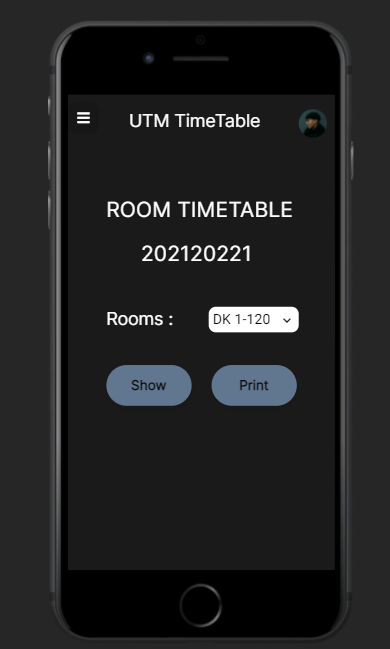 UTM TimeTable
ROOM TIMETABLE
202120221
Rooms : DK 1-120
Show Print